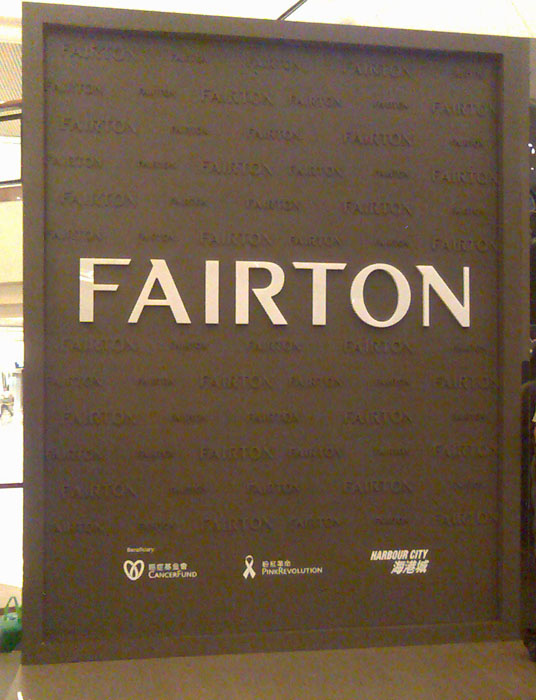 FAIRTON
Beneficiary:
癌症基金會
CANCERFUND
粉紅革命
PINKREVOLUTION
HARBOUR CITY
海港城